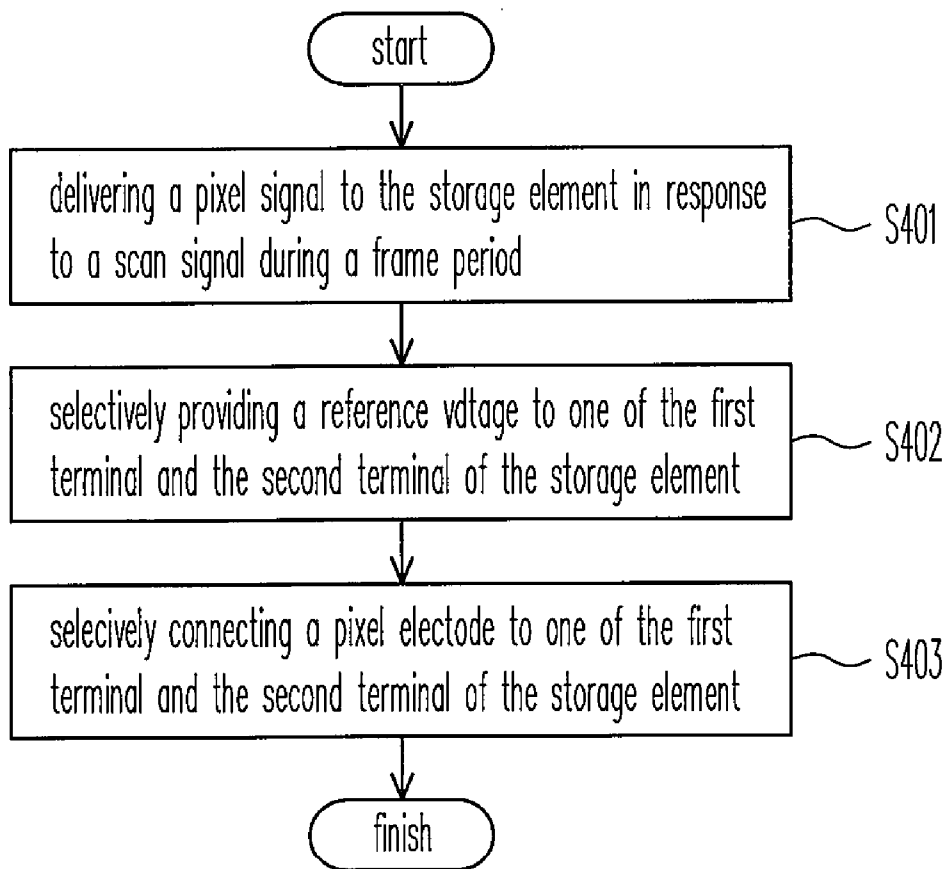 start
delivering a pixel signal to the storage element in response
to a scan signal during a frame period
S401
selectively providing a reference vdtage to one of the first
terminal and the second terminal of the storage element
S402
selecively connecting a pixel electode to one of the first
terminal and the second terminal of the storage element
S403
finish